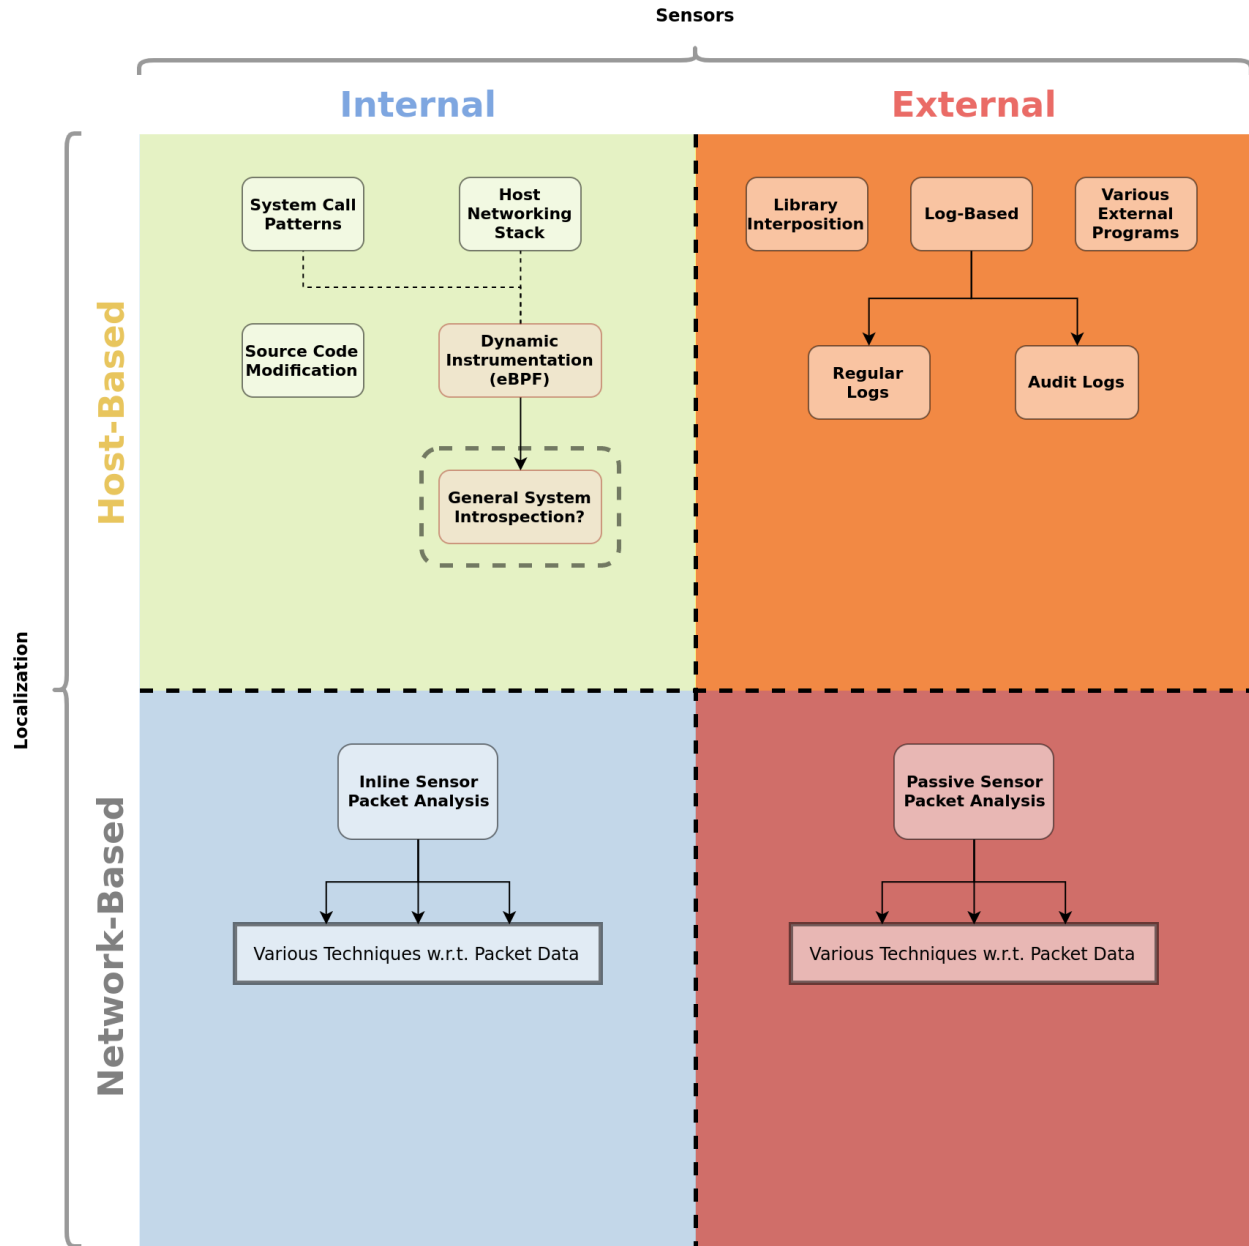 Sensors
Internal
External
Localization
Host-Based
System Call
Patterns
Host
Networking
Stack
Source Code
Modification
Dynamic
Instrumentation
(eBPF)
General System
Introspection?
Library
Interposition
Log-Based
Various
External
Programs
Regular
Logs
Audit Logs
Network-Based
Inline Sensor
Packet Analysis
Various Techniques w.r.t. Packet Data
Passive Sensor
Packet Analysis
Various Techniques w.r.t. Packet Data